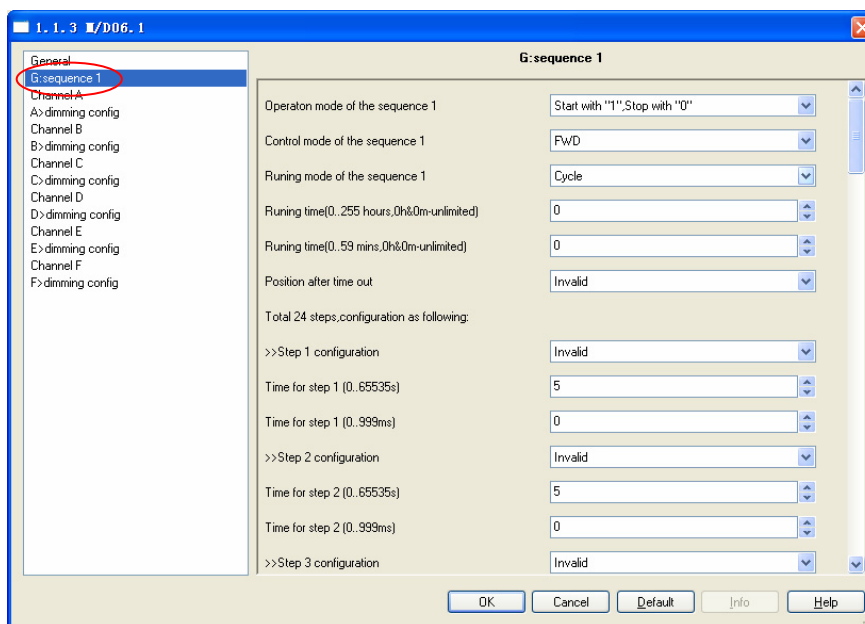 1.1.3 M/D06.1
General
G:sequence 1
Channel A
A>dimming config
Channel B
B>dimming config
Channel C
C>dimming config
Channel D
D>dimming config
Channel E
E>dimming config
Channel F
F>dimming config
G:sequence 1
Operaton mode of the sequence 1
Start with "1",Stop with "0"
Control mode of the sequence 1
FWD
Runing mode of the sequence 1
Cycle
Runing time(0..255 hours,0h&0m-unlimited)
0
Runing time(0..59 mins,0h&0m-unlimited)
0
Position after time out
Invalid
Total 24 steps,configuration as following:
>>Step 1 configuration
Invalid
Time for step 1 (0..65535s)
5
Time for step 1 (0..999ms)
0
>>Step 2 configuration
Invalid
Time for step 2 (0..65535s)
5
Time for step 2 (0..999ms)
0
>>Step 3 configuration
Invalid
OK
Cancel
Default
Info
Help